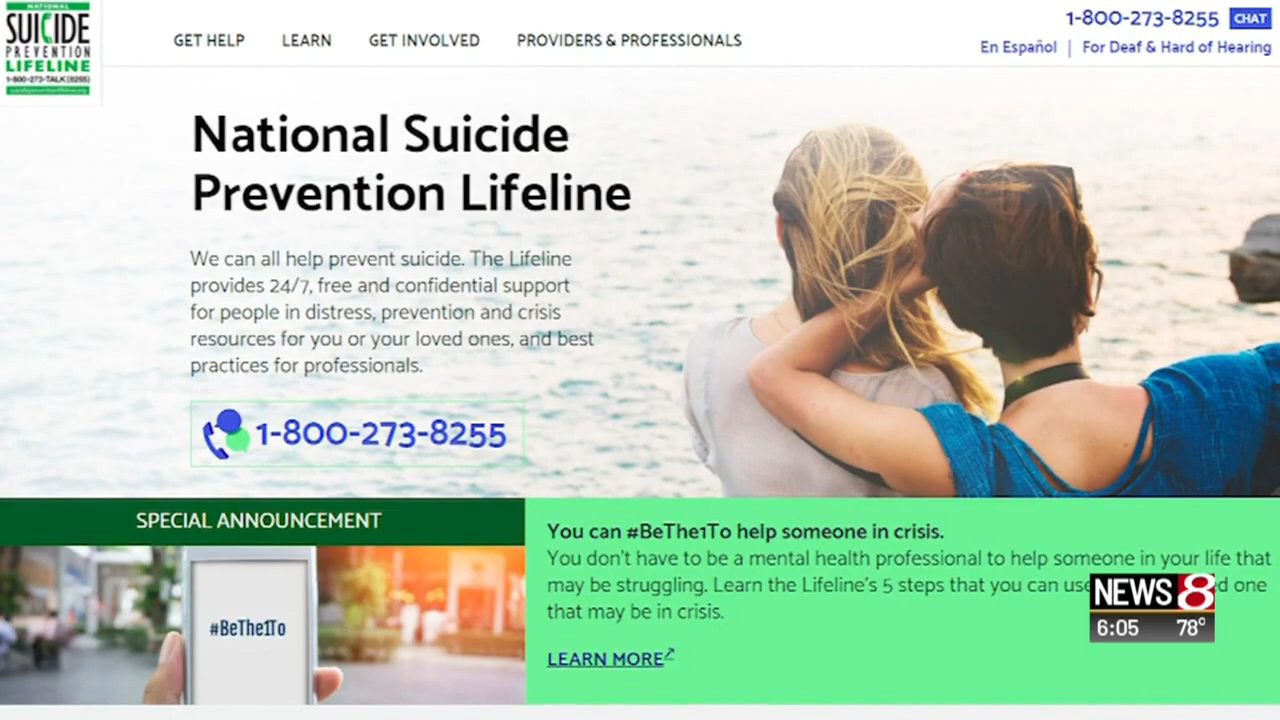 NATIONAL
SUICIDE
PREVENTION
LIFELINE
1-800-273-TALK (8255)
suicidepreventionlifeline.org
GET HELP LEARN GET INVOLVED PROVIDERS & PROFESSIONALS
1-800-273-8255 CHAT
En Español | For Deaf & Hard of Hearing
National Suicide
Prevention Lifeline
We can all help prevent suicide. The Lifeline
provides 24/7, free and confidential support
for people in distress, prevention and crisis
resources for you or your loved ones, and best
practices for professionals.
1-800-273-8255
SPECIAL ANNOUNCEMENT
#BeThe1To
You can #BeThe1To help someone in crisis.
You don't have to be a mental health professional to help someone in your life that
may be struggling. Learn the Lifeline's 5 steps that you can use d one
that may be in crisis.
LEARN MORE
NEWS 8
6:05 78°